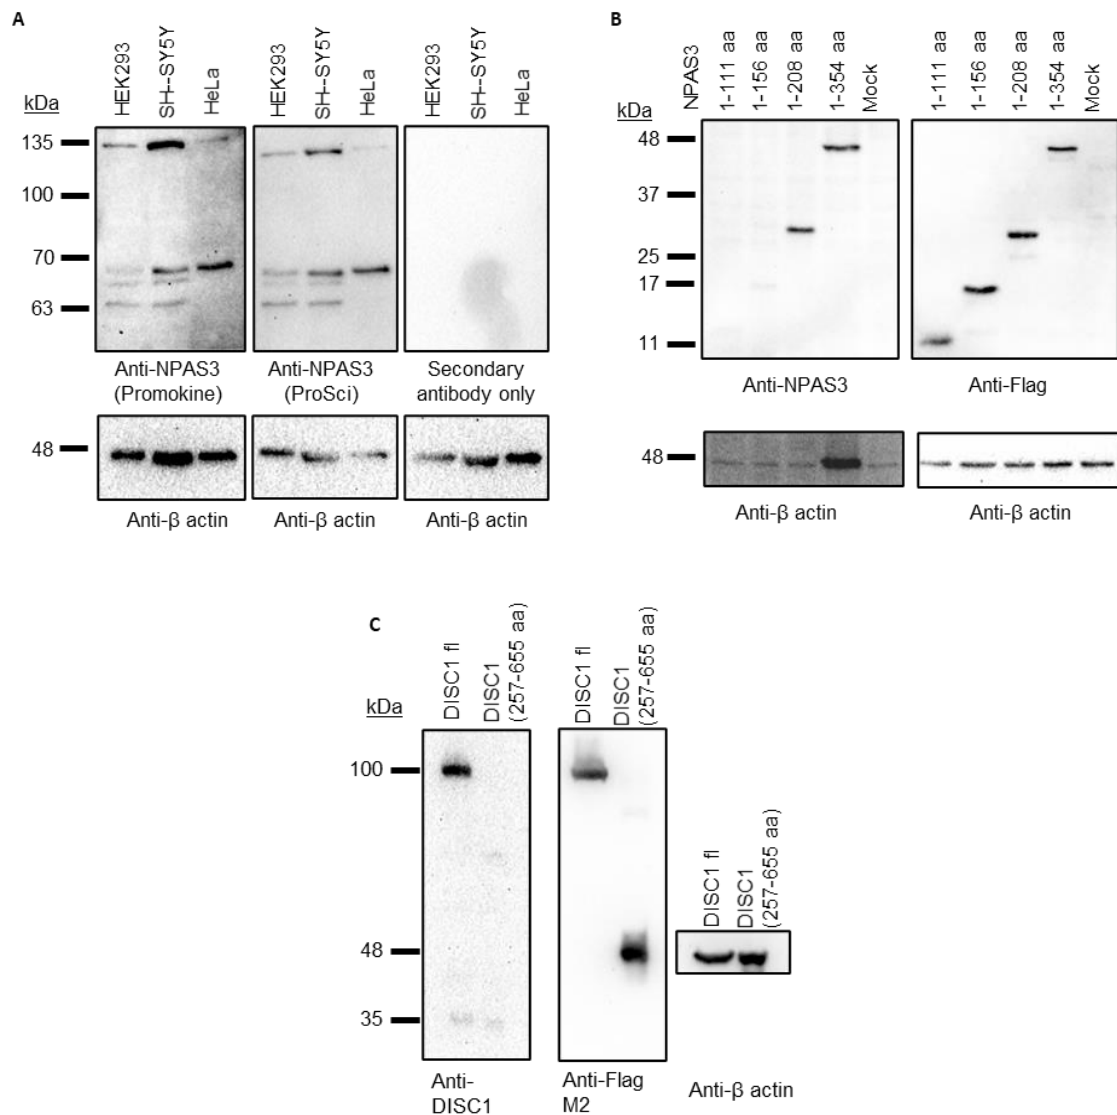 A
kDa
HEK293
SH--SY5Y
HeLa
HEK293
SH--SY5Y
HeLa
HEK293
SH--SY5Y
HeLa
135
100
70
63
Anti-NPAS3
(Promokine)
Anti-NPAS3
(ProSci)
Secondary
antibody only
48
Anti-β actin
Anti-β actin
Anti-β actin
B
kDa
NPAS3
1-111 aa
1-156 aa
1-208 aa
1-354 aa
Mock
1-111 aa
1-156 aa
1-208 aa
1-354 aa
Mock
48
37
25
17
11
Anti-NPAS3
Anti-Flag
48
Anti-β actin
Anti-β actin
C
kDa
DISC1 fl
DISC1
(257-655 aa)
DISC1 fl
DISC1
(257-655 aa)
DISC1 fl
DISC1
(257-655 aa)
100
48
35
Anti-
DISC1
Anti-Flag
M2
Anti-β actin